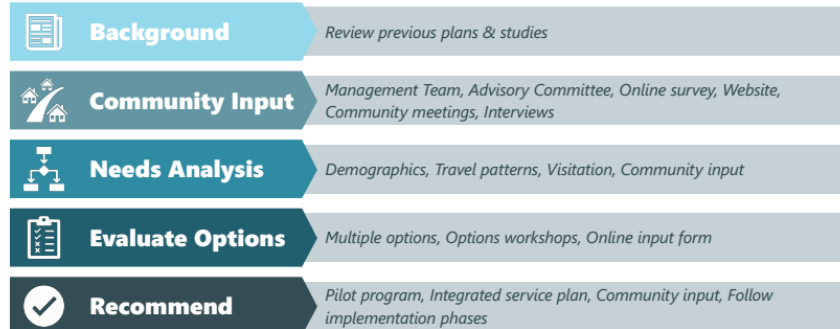 Background
Review previous plans & studies
Community Input
Management Team, Advisory Committee, Online survey, Website,
Community meetings, Interviews
Needs Analysis
Demographics, Travel patterns, Visitation, Community input
Evaluate Options
Multiple options, Options workshops, Online input form
Recommend
Pilot program, Integrated service plan, Community input, Follow
implementation phases